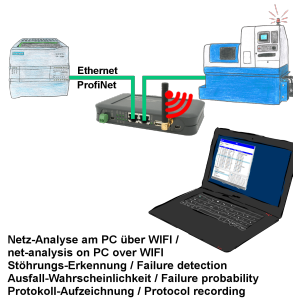 Ethernet
ProfiNet
Netz-Analyse am PC über WIFI /
net-analysis on PC over WIFI
Störungs-Erkennung / Failure detection
Ausfall-Wahrscheinlichkeit / Failure probability
Protokoll-Aufzeichnung / Protocol recording